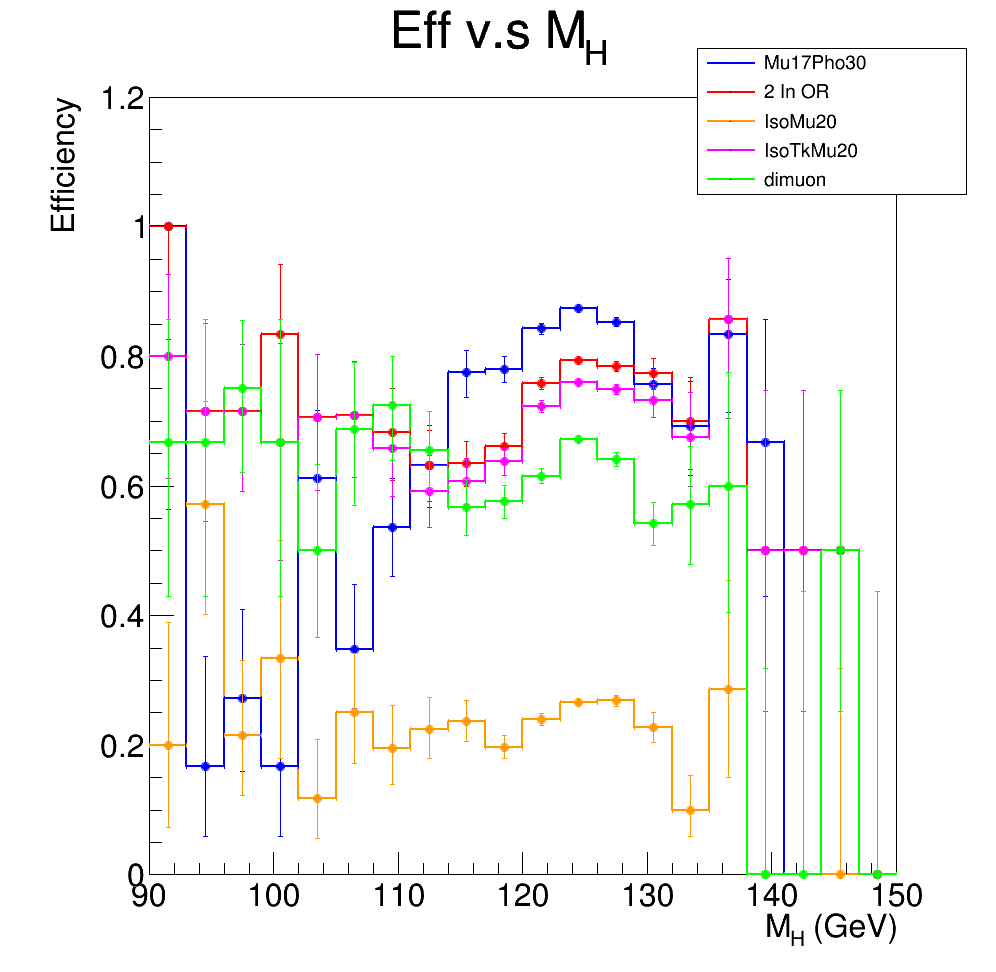 Eff v.s M_H
Mu17Pho30
2 In OR
IsoMu20
IsoTkMu20
dimuon
Efficiency
1.2
1
0.8
0.6
0.4
0.2
0
90 100 110 120 130 140 150
M_H (GeV)